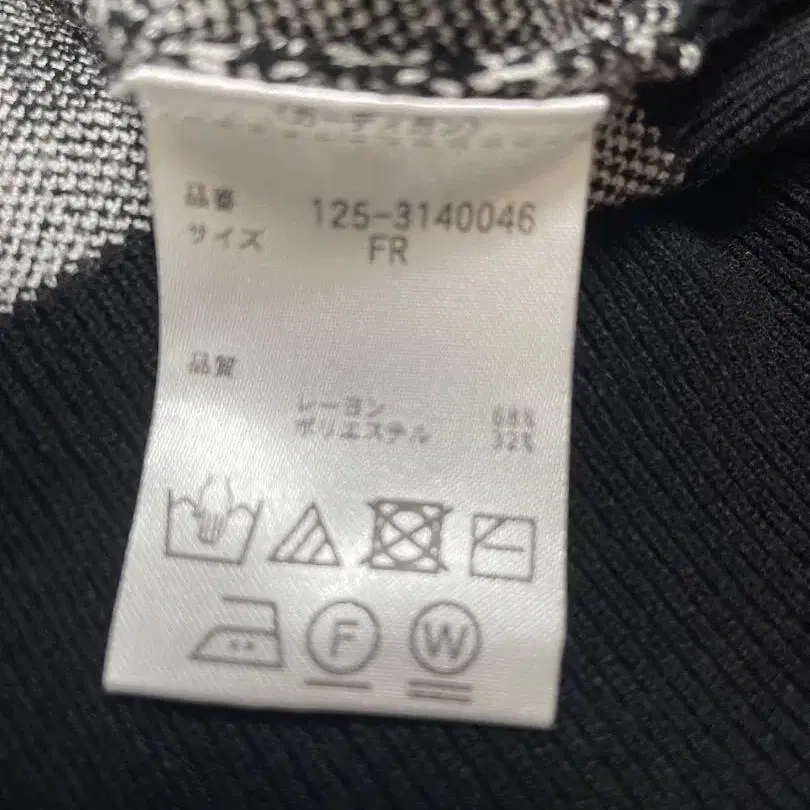 (カーディガン)
品番 125-3140046
サイズ FR
品質
レーヨン 68%
ポリエステル 32%
F
W